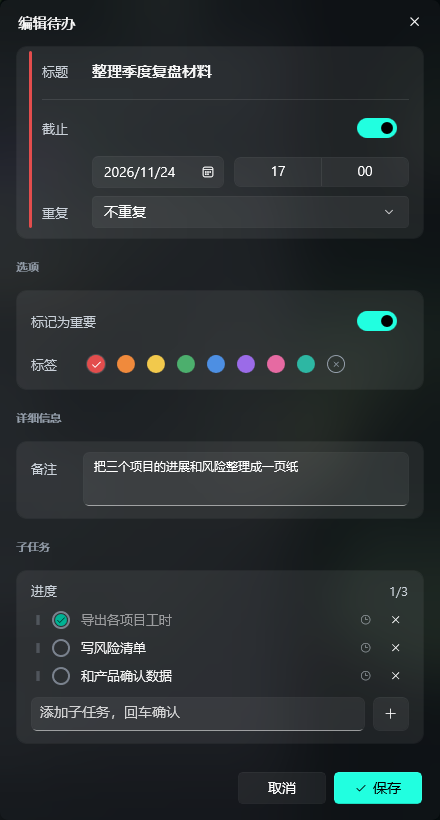 编辑待办
标题 整理季度复盘材料
截止
2026/11/24 17 00
重复 不重复
选项
标记为重要
标签
详细信息
备注 把三个项目的进展和风险整理成一页纸
子任务
进度 1/3
导出各项目工时
写风险清单
和产品确认数据
添加子任务，回车确认
取消 保存